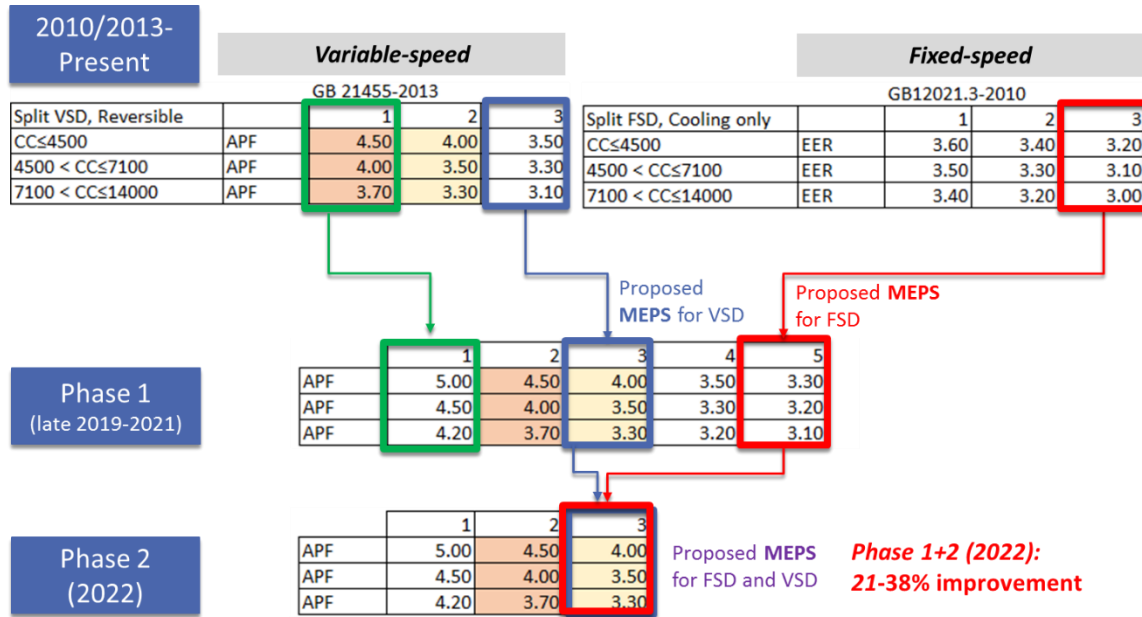 2010/2013-
Present
Variable-speed
Fixed-speed
GB 21455-2013
Split VSD, Reversible 1 2 3
CC≤4500 APF 4.50 4.00 3.50
4500 < CC≤7100 APF 4.00 3.50 3.30
7100 < CC≤14000 APF 3.70 3.30 3.10
GB12021.3-2010
Split FSD, Cooling only 1 2 3
CC≤4500 EER 3.60 3.40 3.20
4500 < CC≤7100 EER 3.50 3.30 3.10
7100 < CC≤14000 EER 3.40 3.20 3.00
Proposed
MEPS for VSD
Proposed MEPS
for FSD
Phase 1
(late 2019-2021)
1 2 3 4 5
APF 5.00 4.50 4.00 3.50 3.30
APF 4.50 4.00 3.50 3.30 3.20
APF 4.20 3.70 3.30 3.20 3.10
Phase 2
(2022)
1 2 3
APF 5.00 4.50 4.00
APF 4.50 4.00 3.50
APF 4.20 3.70 3.30
Proposed MEPS
for FSD and VSD
Phase 1+2 (2022):
21-38% improvement